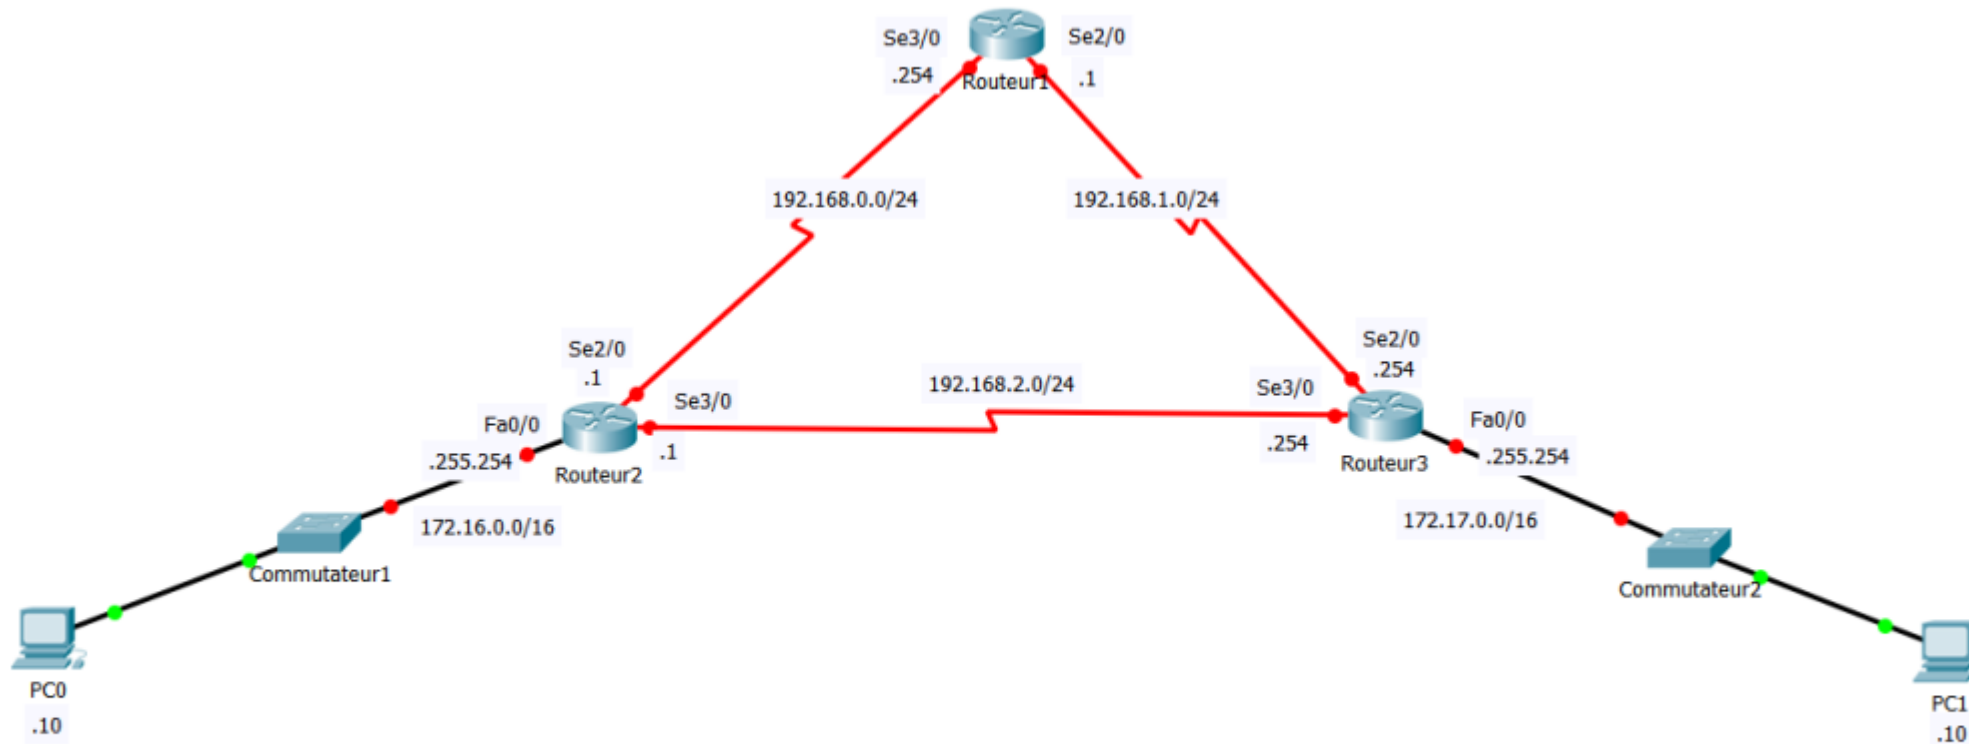 Se3/0
Se2/0
.254
Routeur1
.1
192.168.0.0/24
192.168.1.0/24
Se2/0
.1
Se2/0
.254
192.168.2.0/24
Se3/0
Se3/0
Fa0/0
.255.254
.1
Routeur2
.254
Routeur3
Fa0/0
.255.254
172.16.0.0/16
172.17.0.0/16
Commutateur1
Commutateur2
PC0
.10
PC1
.10